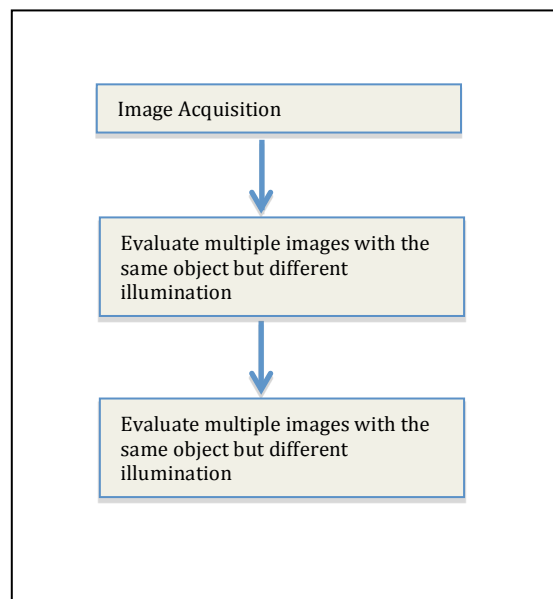 Image Acquisition
Evaluate multiple images with the
same object but different
illumination
Evaluate multiple images with the
same object but different
illumination